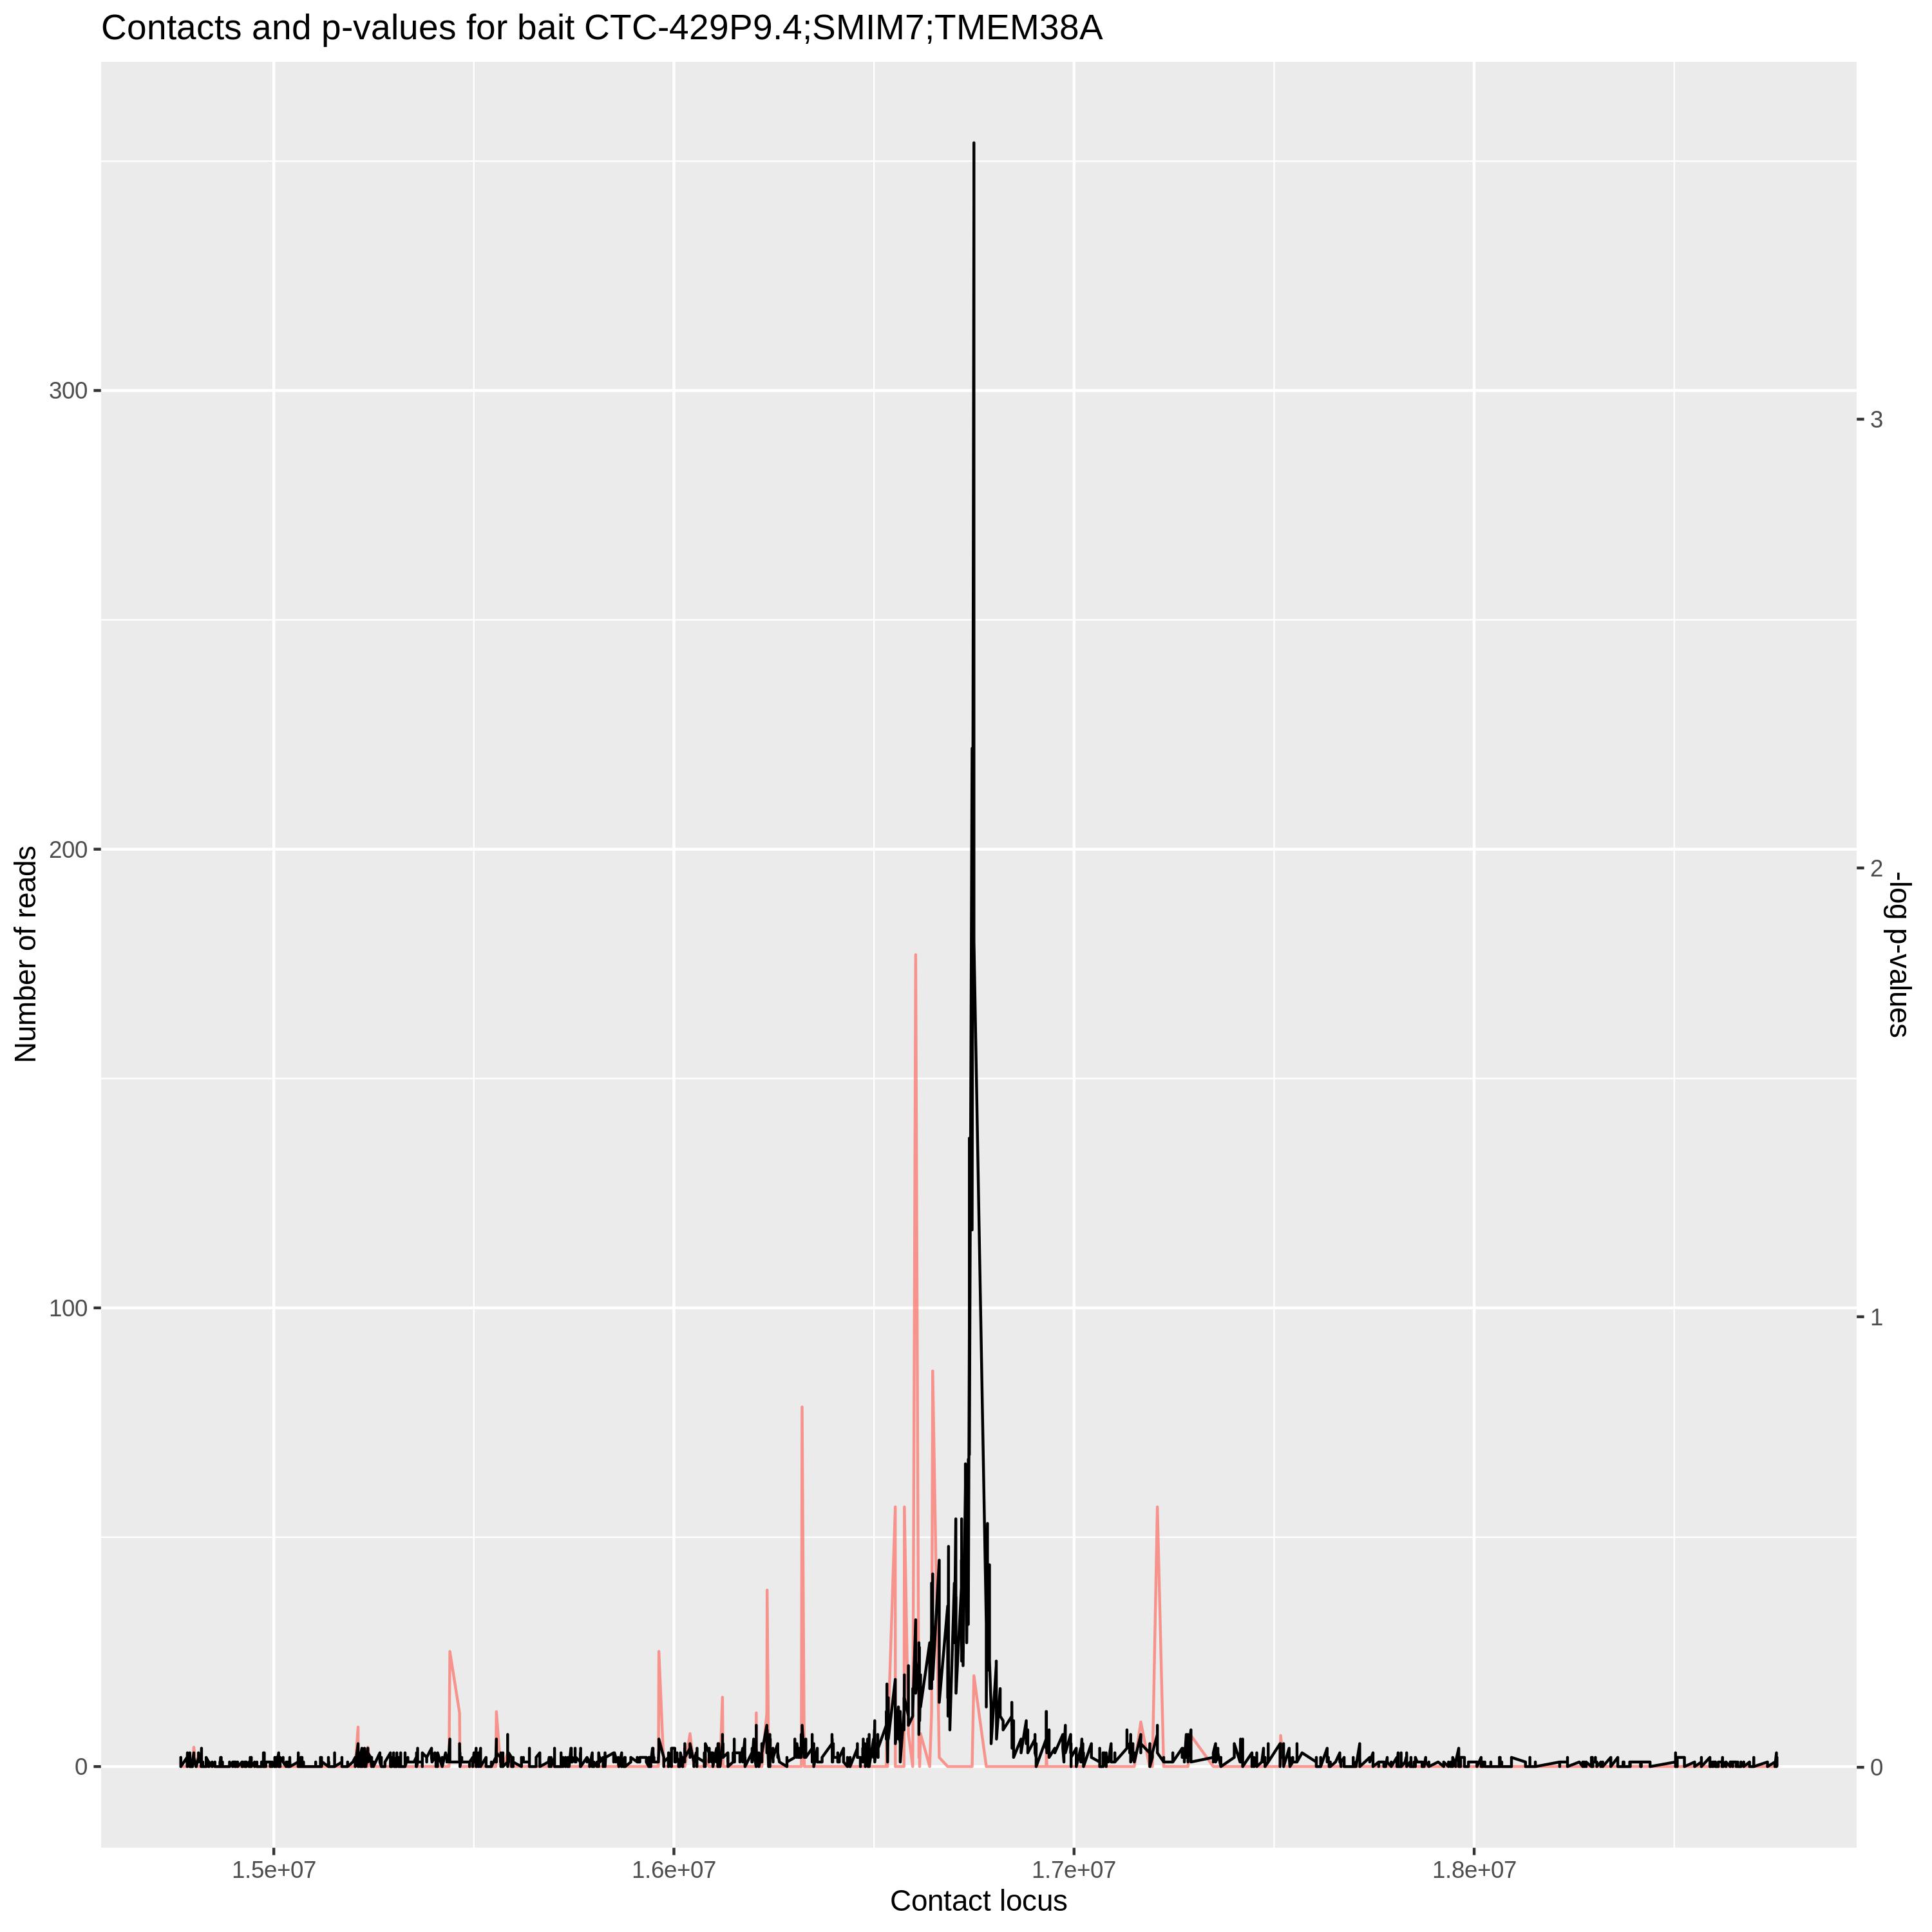 Contacts and p-values for bait CTC-429P9.4;SMIM7;TMEM38A
300
200
100
0
Number of reads
3
2
1
0
-log p-values
1.5e+07
1.6e+07
1.7e+07
1.8e+07
Contact locus